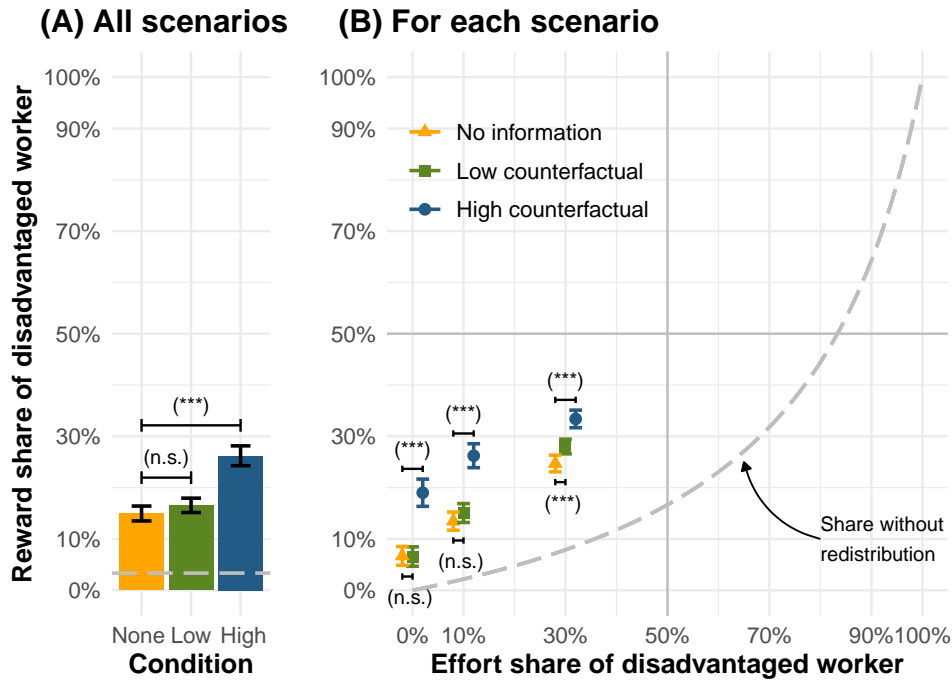 (A) All scenarios
(B) For each scenario
Reward share of disadvantaged worker
100%
90%
70%
50%
30%
10%
0%
(***)
(n.s.)
None Low High
Condition
100%
90%
70%
50%
30%
10%
0%
No information
Low counterfactual
High counterfactual
(***)
(***)
(***)
(***)
(n.s.)
(n.s.)
Share without
redistribution
0% 10% 30% 50% 70% 90% 100%
Effort share of disadvantaged worker